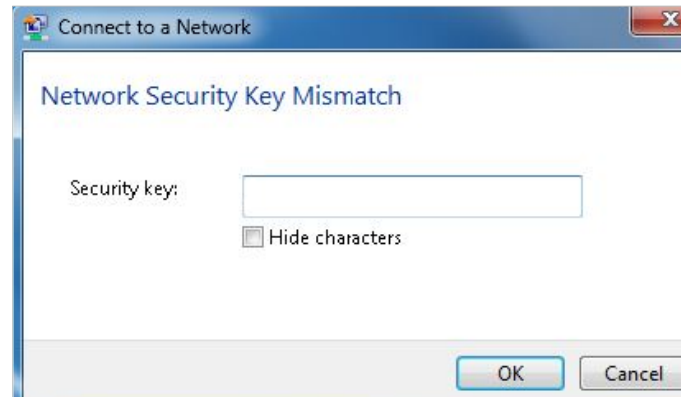 Connect to a Network
Network Security Key Mismatch
Security key:
Hide characters
OK Cancel